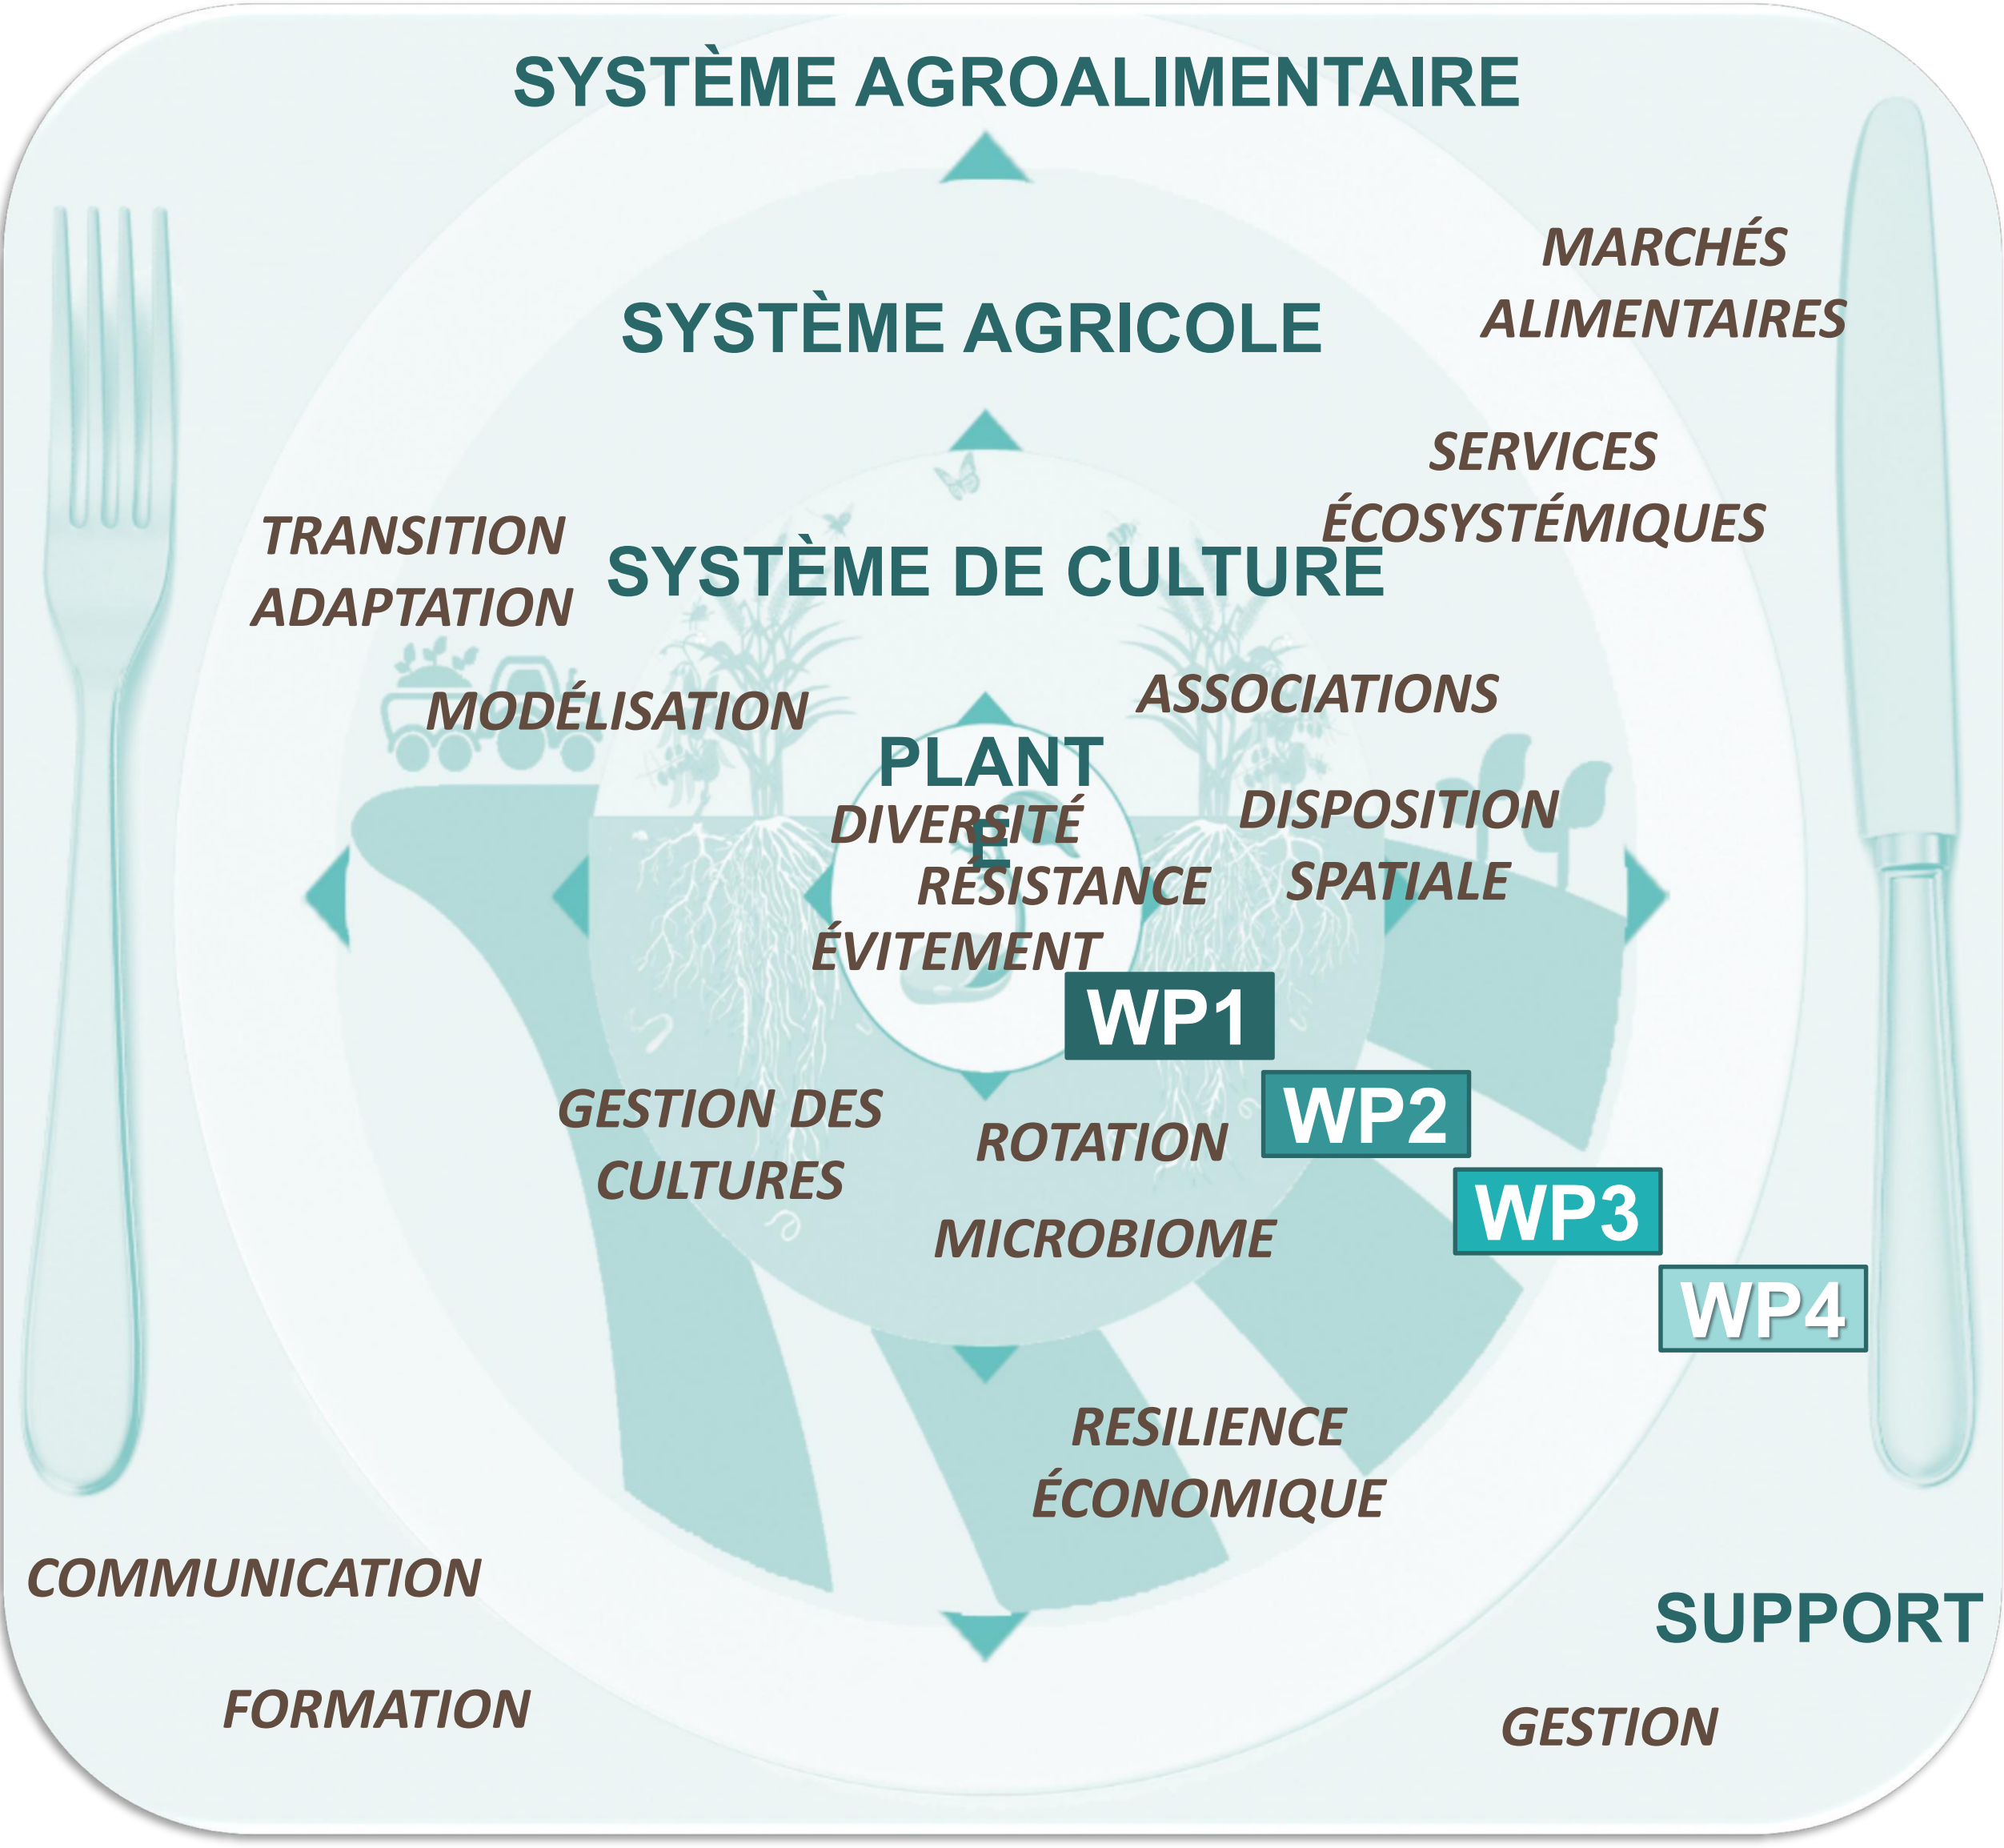 SYSTÈME AGROALIMENTAIRE
MARCHÉS
ALIMENTAIRES
SYSTÈME AGRICOLE
SERVICES
ÉCOSYSTÉMIQUES
TRANSITION
ADAPTATION
SYSTÈME DE CULTURE
MODÉLISATION
ASSOCIATIONS
PLANT
E
DIVERSITÉ
RÉSISTANCE
ÉVITEMENT
DISPOSITION
SPATIALE
WP1
WP2
WP3
WP4
GESTION DES
CULTURES
ROTATION
MICROBIOME
RESILIENCE
ÉCONOMIQUE
COMMUNICATION
SUPPORT
FORMATION
GESTION